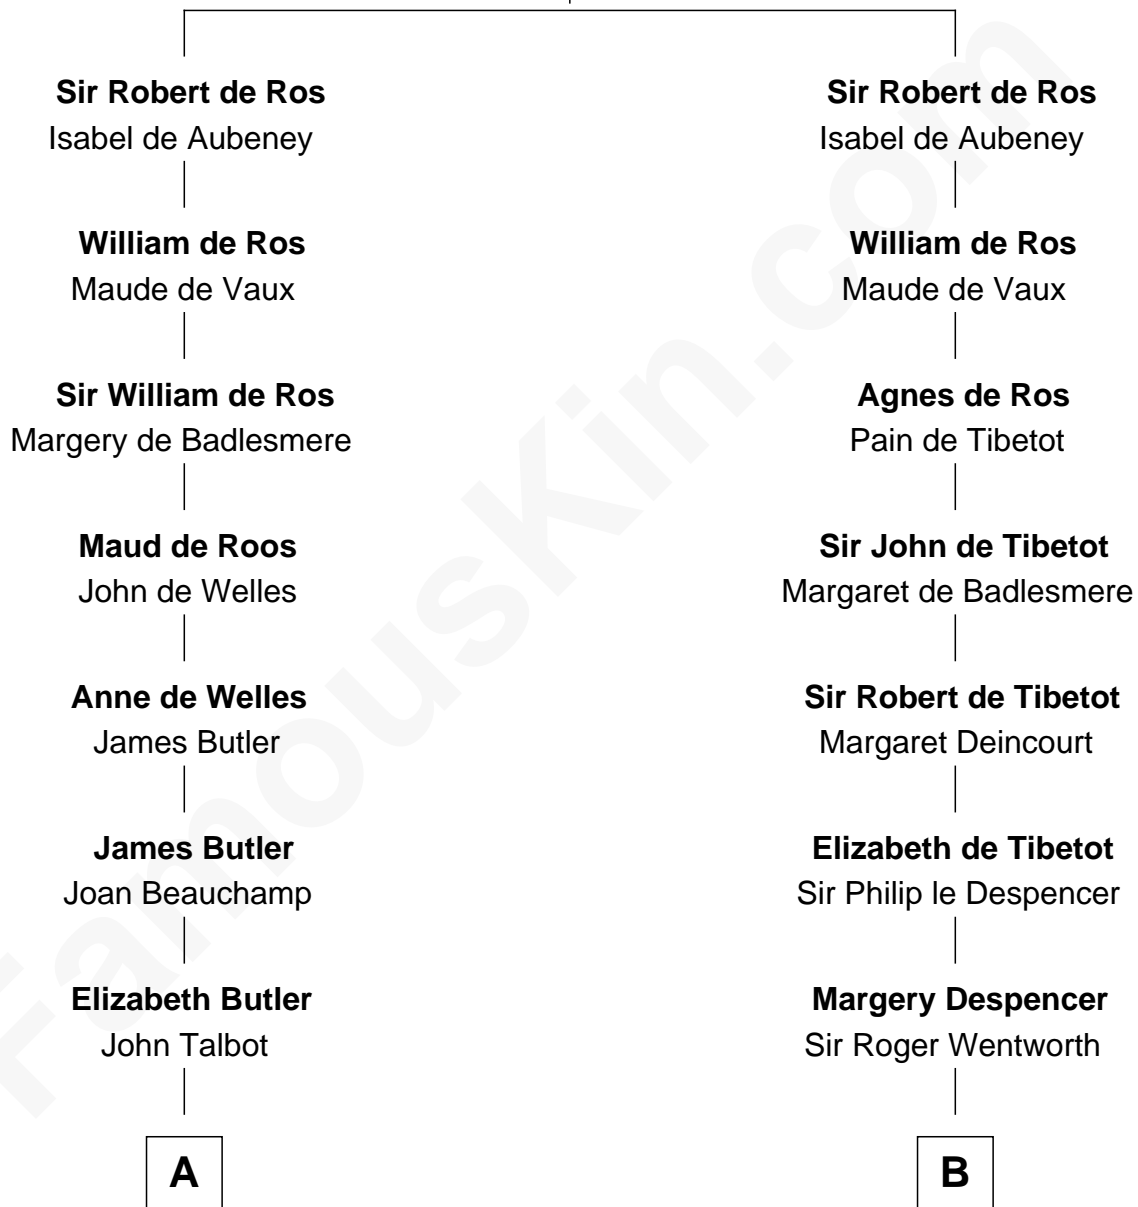 Sir Robert de Ros
Isabel de Aubeney
William de Ros
Maude de Vaux
Sir William de Ros
Margery de Badlesmere
Maud de Roos
John de Welles
Anne de Welles
James Butler
James Butler
Joan Beauchamp
Elizabeth Butler
John Talbot
A
Sir Robert de Ros
Isabel de Aubeney
William de Ros
Maude de Vaux
Agnes de Ros
Pain de Tibetot
Sir John de Tibetot
Margaret de Badlesmere
Sir Robert de Tibetot
Margaret Deincourt
Elizabeth de Tibetot
Sir Philip le Despencer
Margery Despencer
Sir Roger Wentworth
B
FamousKin.com